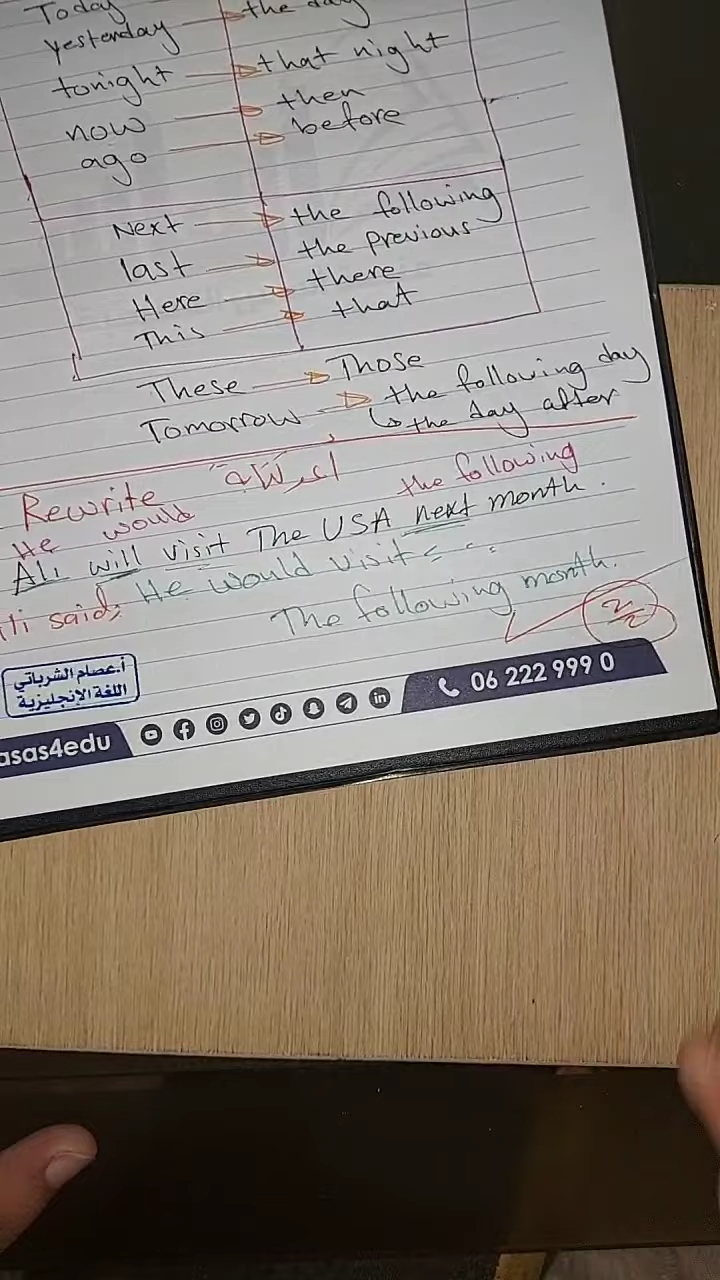 Today
yesterday → the day
tonight → that night
now → then
ago → before
Next → the following
last → the previous
Here → there
This → that
These → Those
Tomorrow → the following day
↳ the day after
Rewrite
He would the following
Ali will visit The USA next month.
said: He would visit
The following month.
2/2
أ.عصام الشرباتي
اللغة الإنجليزية
asas4edu
06 222 999 0